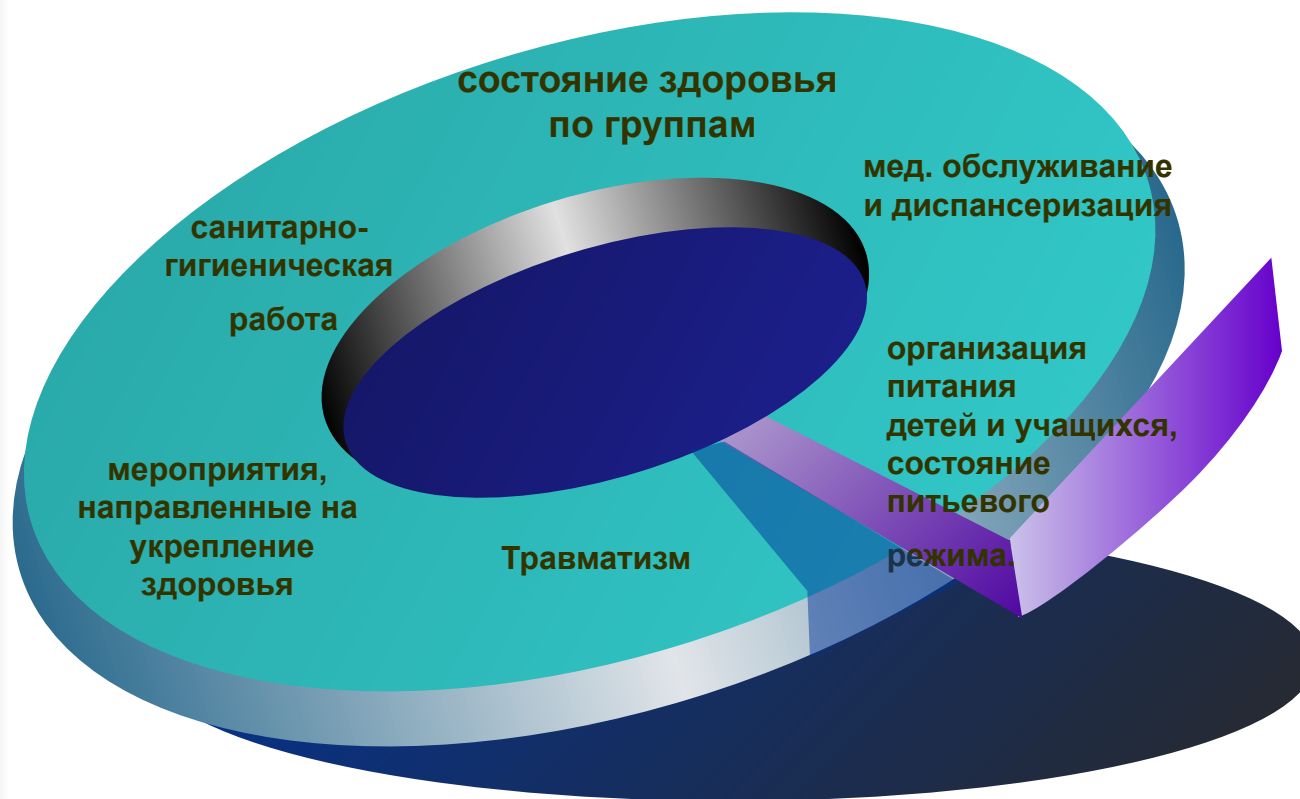 состояние здоровья
по группам
мед. обслуживание
и диспансеризация
санитарно-
гигиеническая
работа
организация
питания
детей и учащихся,
состояние
питьевого
режима.
мероприятия,
направленные на
укрепление
здоровья
Травматизм